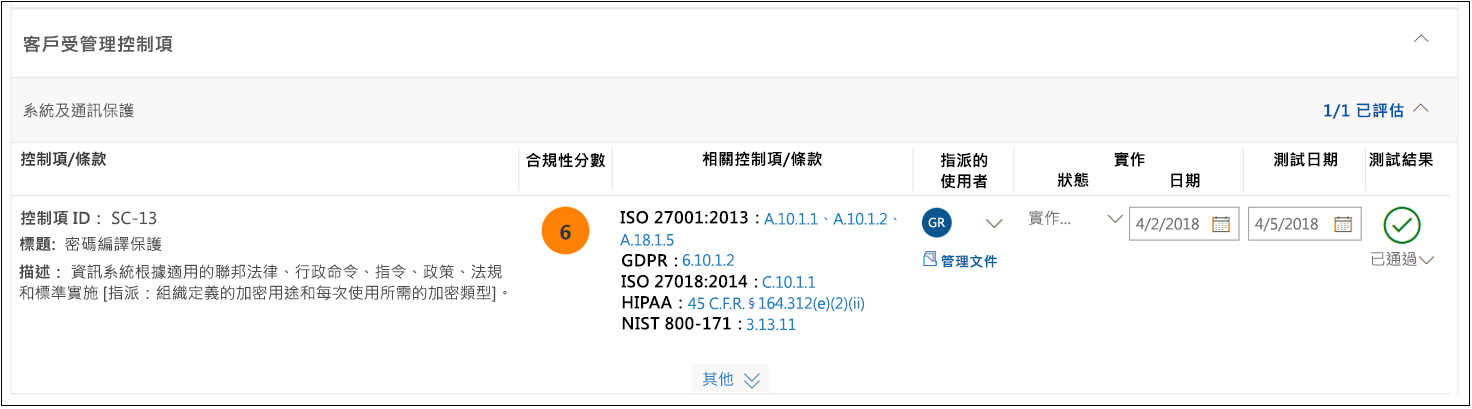 客戶受管理控制項
系統及通訊保護
1/1 已評估
控制項/條款
合規性分數
相關控制項/條款
指派的
使用者
實作
狀態
日期
測試日期
測試結果
控制項 ID： SC-13
標題: 密碼編譯保護
描述： 資訊系統根據適用的聯邦法律、行政命令、指令、政策、法規
和標準實施 [指派：組織定義的加密用途和每次使用所需的加密類型]。
6
ISO 27001:2013：A.10.1.1、A.10.1.2、
A.18.1.5
GDPR：6.10.1.2
ISO 27018:2014：C.10.1.1
HIPAA：45 C.F.R. § 164.312(e)(2)(ii)
NIST 800-171：3.13.11
GR
管理文件
實作...
4/2/2018
4/5/2018
已通過
其他